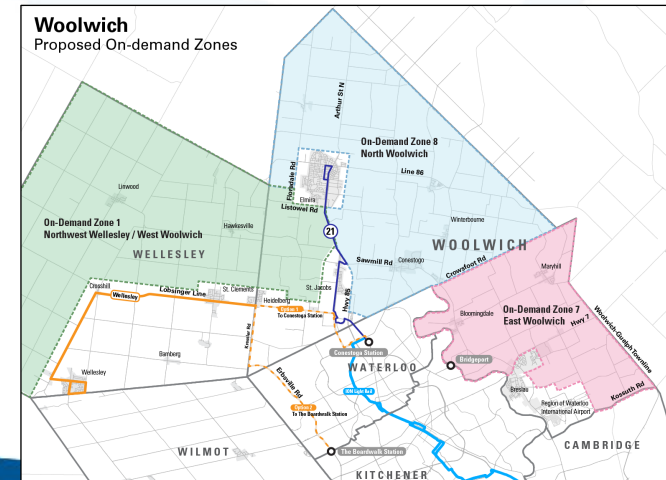 Woolwich
Proposed On-demand Zones
Arthur St N
On-Demand Zone 8
North Woolwich
Line 86
Floradale Rd
Linwood
Elmira
Listowel Rd
Winterbourne
On-Demand Zone 1
Northwest Wellesley / West Woolwich
Hawkesville
21
WELLESLEY
WOOLWICH
Sawmill Rd
Conestogo
Crowsfoot Rd
Maryhill
Crosshill
Lobsinger Line
St. Clements
St. Jacobs
Wellesley
Heidelberg
Hwy 85
Option 1
To Conestoga Station
Bloomingdale
On-Demand Zone 7
East Woolwich
Hwy 7
Woolwich-Guelph Townline
Kressler Rd
Bamberg
Conestoga Station
Bridgeport
WATERLOO
Wellesley
Erbsville Rd
ION Light Rail
Breslau
Kossuth Rd
Option 2
To The Boardwalk Station
Region of Waterloo
International Airport
WILMOT
The Boardwalk Station
CAMBRIDGE
KITCHENER